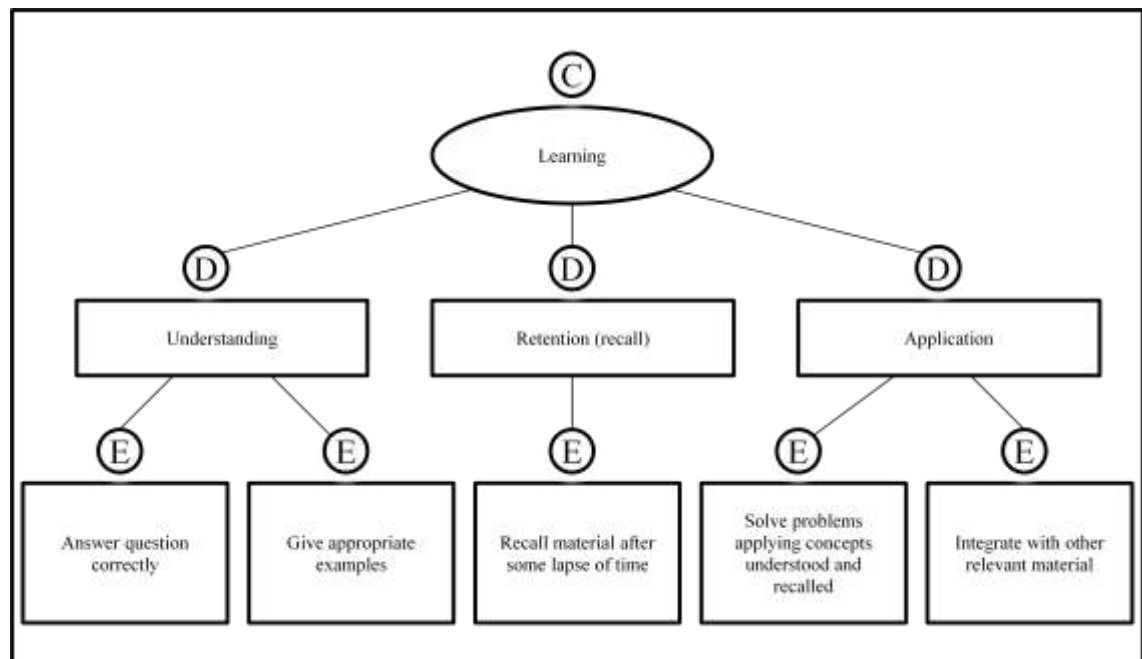 C
Learning
D
D
D
Understanding
Retention (recall)
Application
E
E
E
E
E
Answer question
correctly
Give appropriate
examples
Recall material after
some lapse of time
Solve problems
applying concepts
understood and
recalled
Integrate with other
relevant material